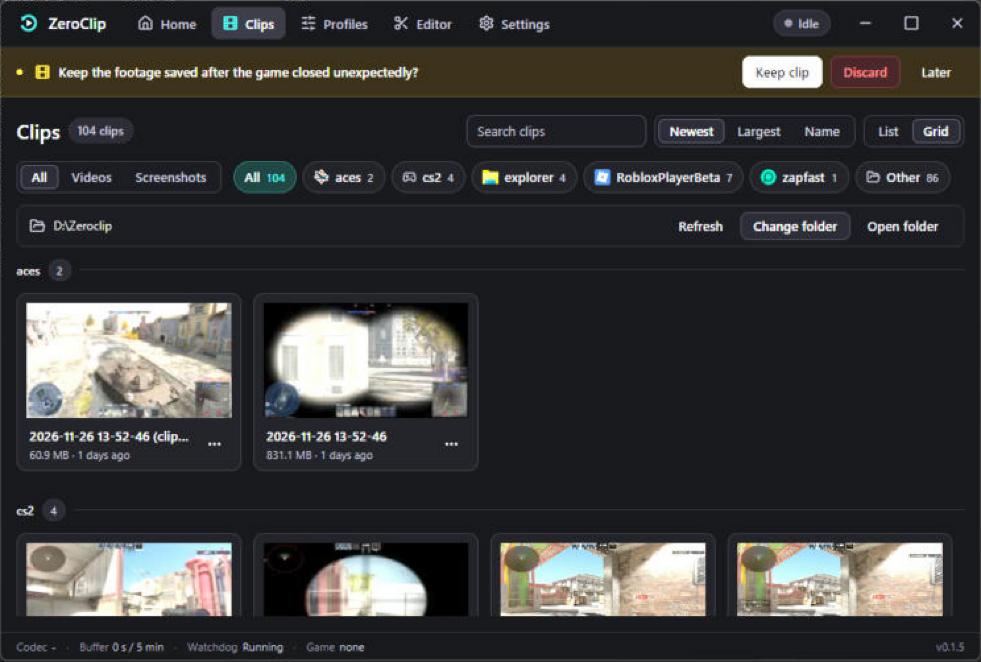 ZeroClip Home Clips Profiles Editor Settings Idle
Keep the footage saved after the game closed unexpectedly? Keep clip Discard Later
Clips 104 clips Search clips Newest Largest Name List Grid
All Videos Screenshots All 104 aces 2 cs2 4 explorer 4 RobloxPlayerBeta 7 zapfast 1 Other 86
D:\Zeroclip Refresh Change folder Open folder
aces 2
2026-11-26 13-52-46 (clip... 2026-11-26 13-52-46
60.9 MB · 1 days ago 831.1 MB · 1 days ago
cs2 4
Codec - · Buffer 0 s / 5 min · Watchdog Running · Game none v0.1.5